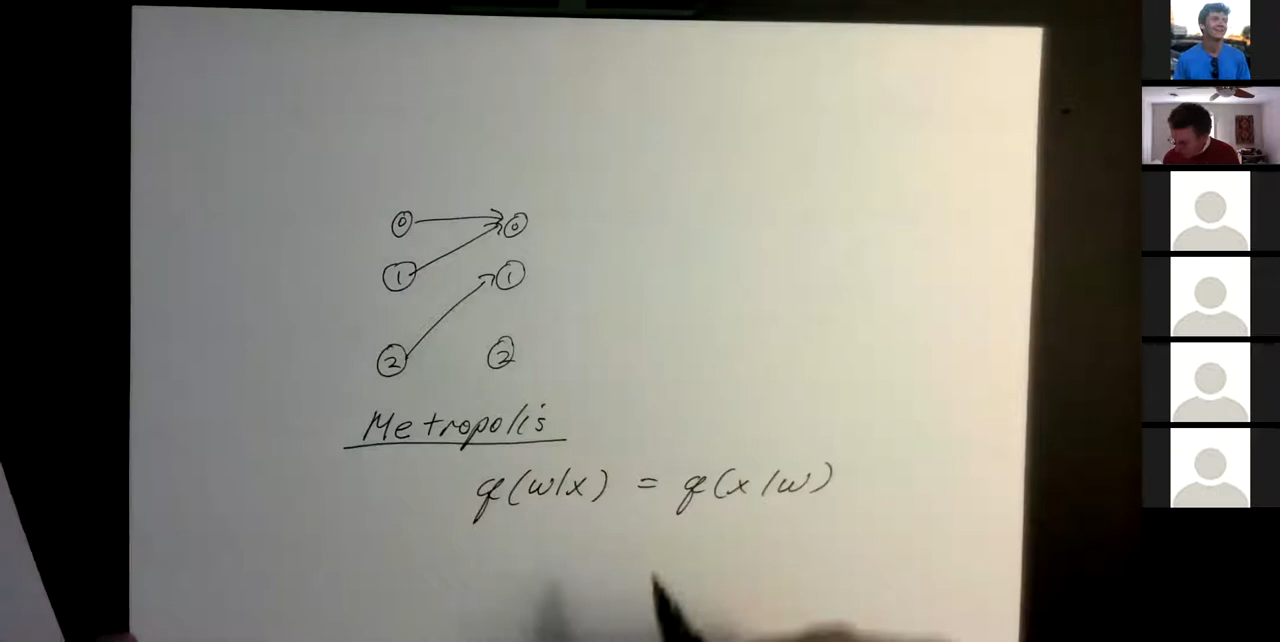 0 0
1 1
2 2
Metropolis
q(w|x) = q(x|w)